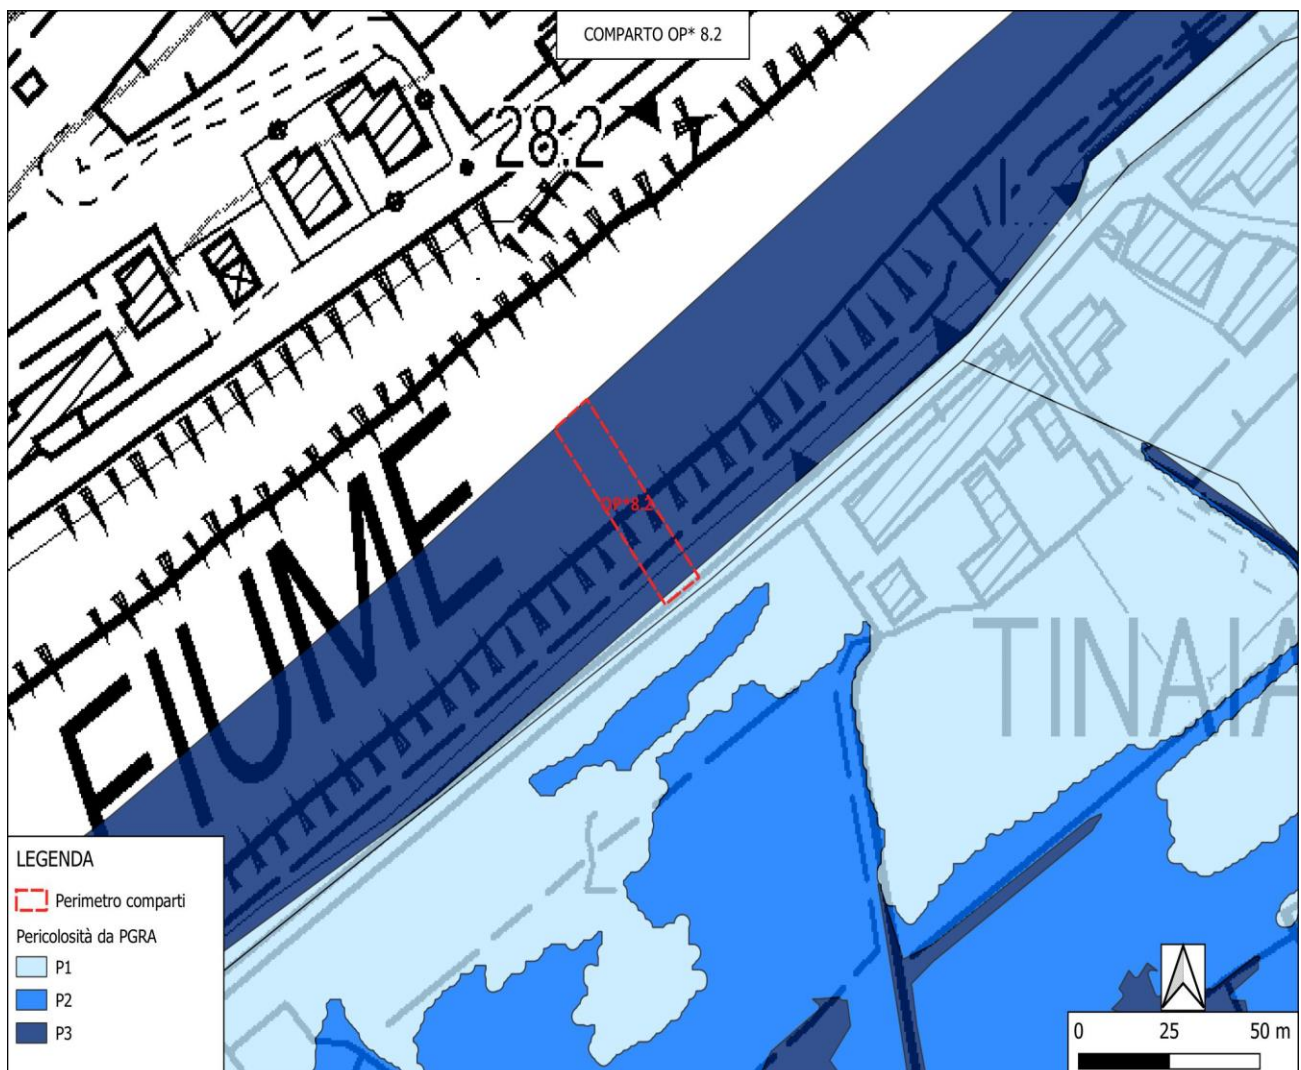 COMPARTO OP* 8.2
28.2
FIUME
OP*8.2
TINAIA
LEGENDA
Perimetro comparti
Pericolosità da PGRA
P1
P2
P3
0 25 50 m